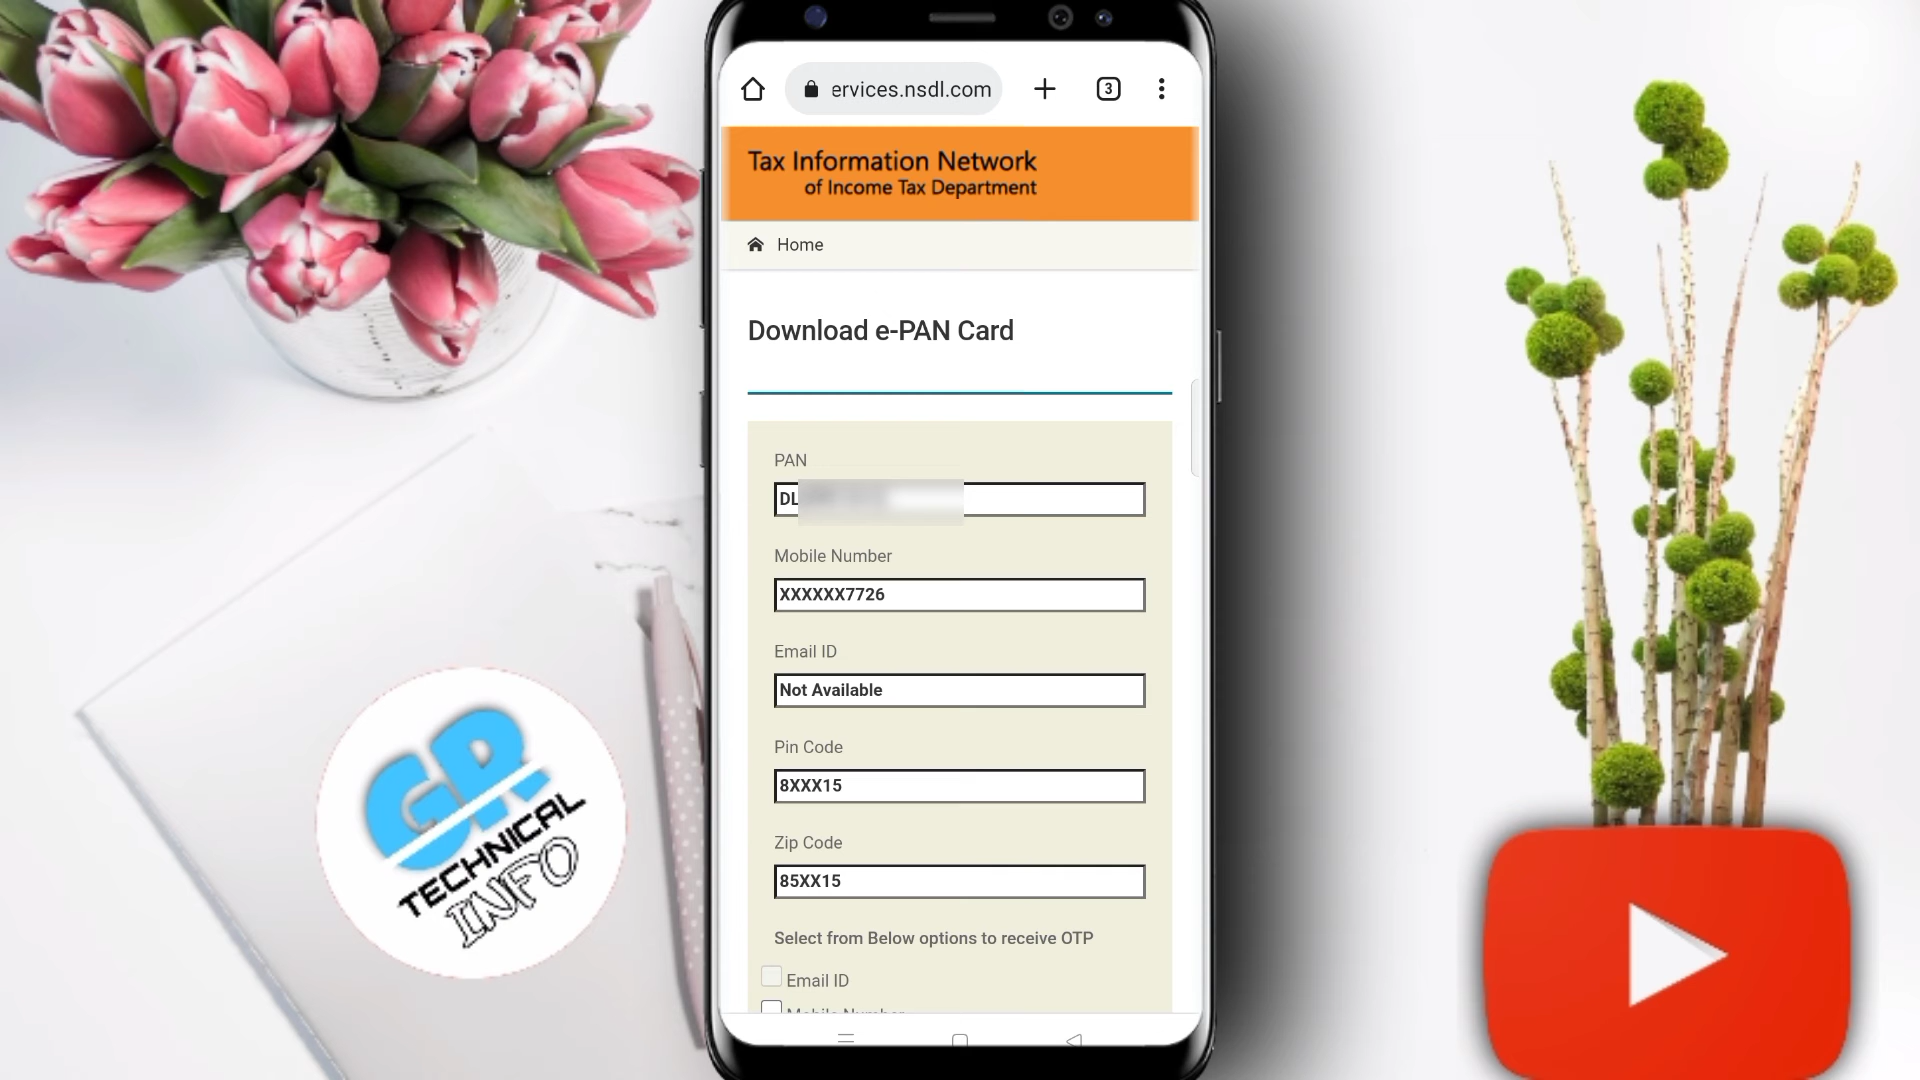 ervices.nsdl.com
3
Tax Information Network
of Income Tax Department
Home
Download e-PAN Card
PAN
DL
Mobile Number
XXXXXX7726
Email ID
Not Available
Pin Code
8XXX15
Zip Code
85XX15
Select from Below options to receive OTP
Email ID
Mobile Number
GR
TECHNICAL
INFO